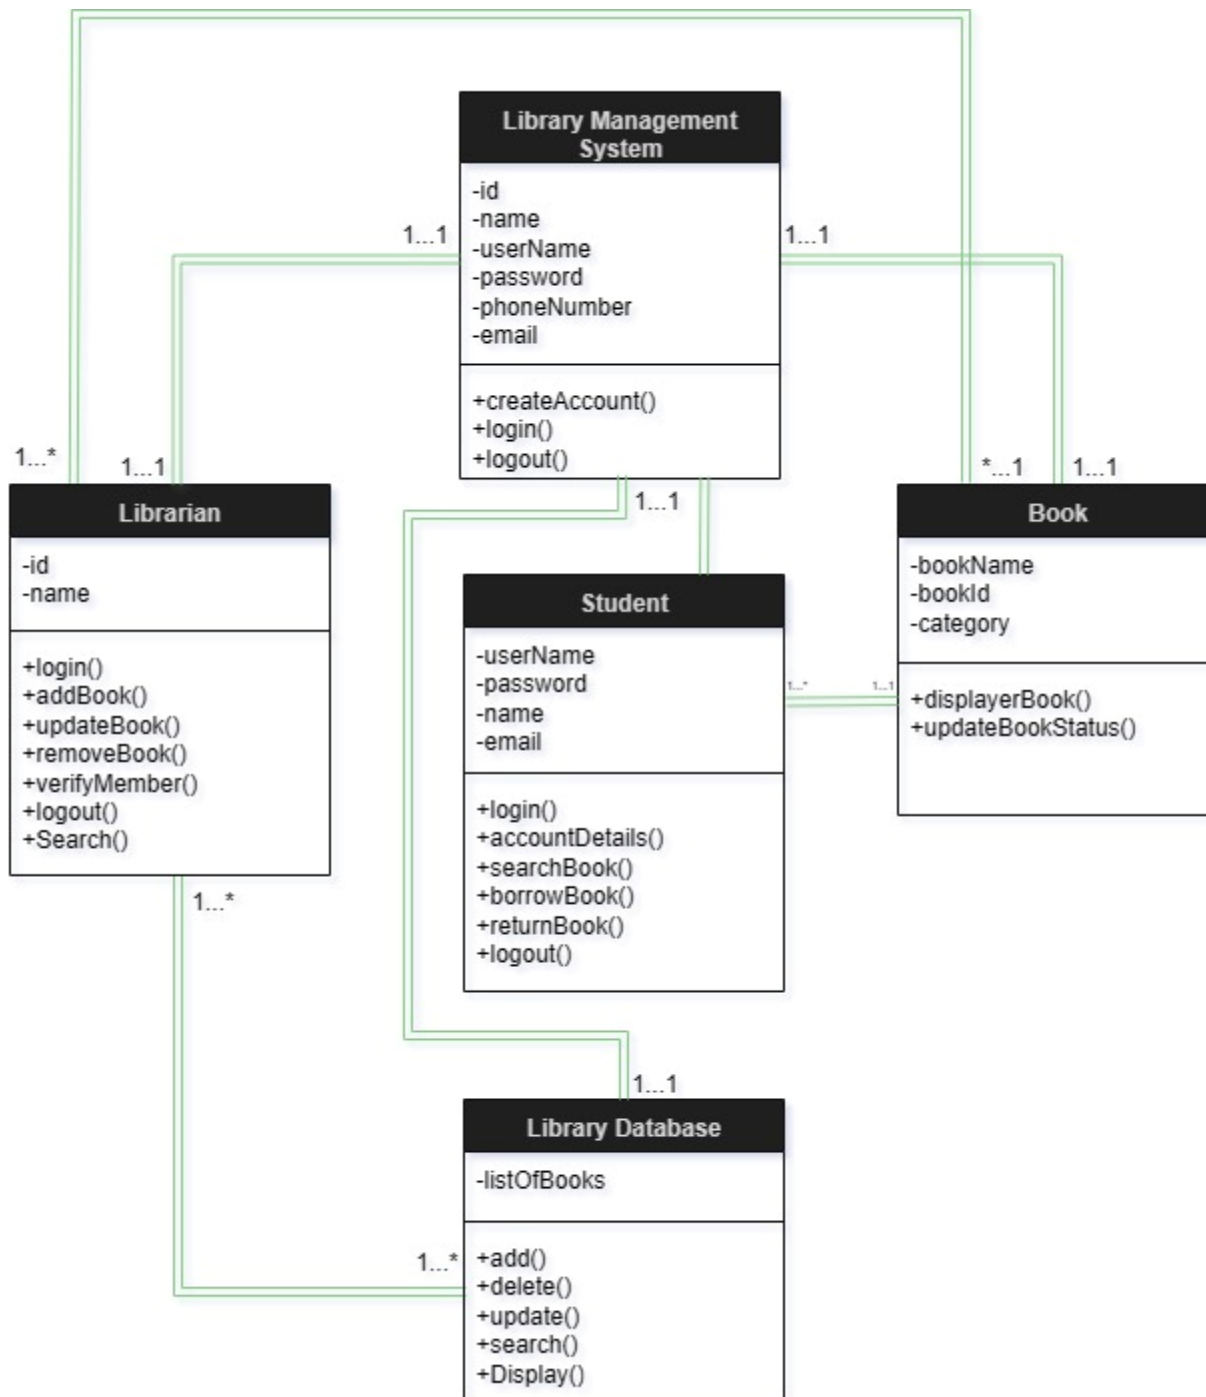 Library Management
System
-id
-name
-userName
-password
-phoneNumber
-email
+createAccount()
+login()
+logout()
1...1
1...1
1...*
1...1
*...1
1...1
1...1
Librarian
-id
-name
+login()
+addBook()
+updateBook()
+removeBook()
+verifyMember()
+logout()
+Search()
1...*
Student
-userName
-password
-name
-email
+login()
+accountDetails()
+searchBook()
+borrowBook()
+returnBook()
+logout()
1...*
1...1
Book
-bookName
-bookId
-category
+displayerBook()
+updateBookStatus()
1...1
Library Database
-listOfBooks
1...*
+add()
+delete()
+update()
+search()
+Display()